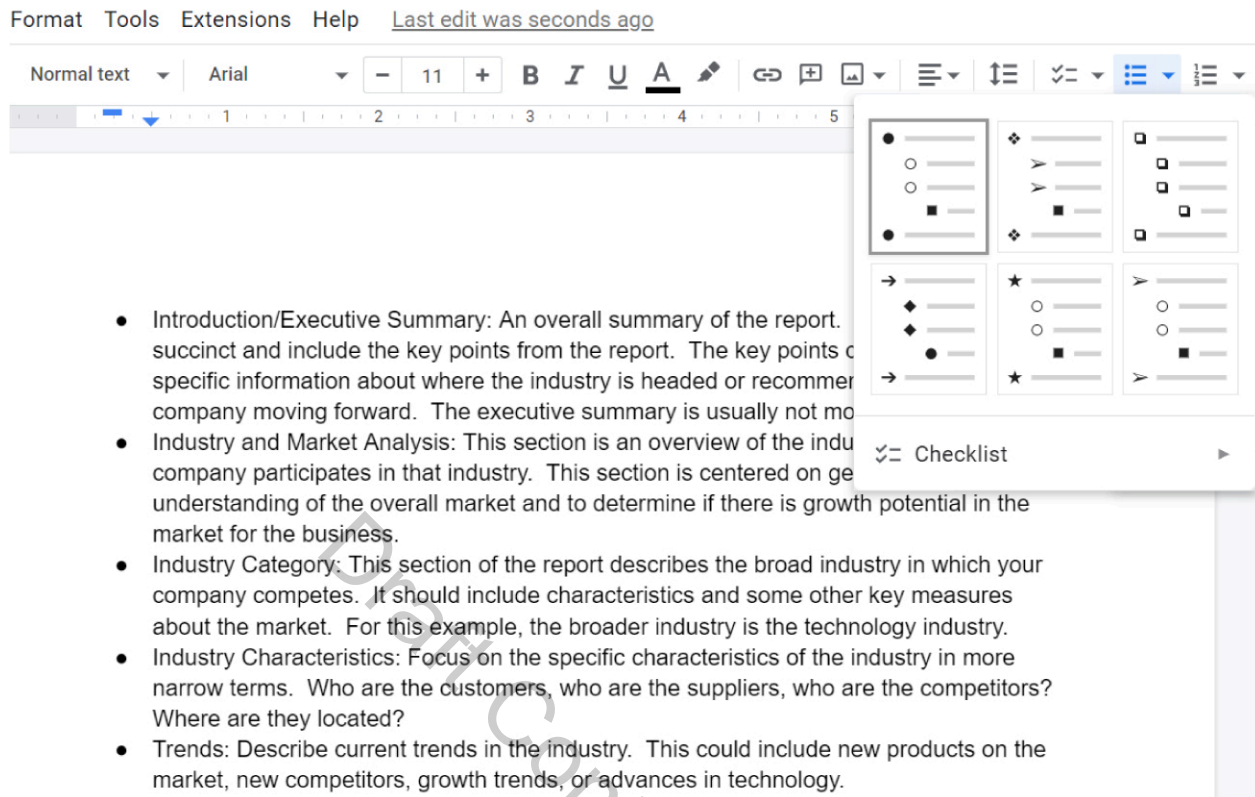 Format Tools Extensions Help Last edit was seconds ago
Normal text Arial − 11 + B I U A
1 2 3 4 5
● Introduction/Executive Summary: An overall summary of the report.
succinct and include the key points from the report. The key points
specific information about where the industry is headed or
company moving forward. The executive summary is usually not
● Industry and Market Analysis: This section is an overview of the
company participates in that industry. This section is centered on
understanding of the overall market and to determine if there is growth potential in the
market for the business.
● Industry Category: This section of the report describes the broad industry in which your
company competes. It should include characteristics and some other key measures
about the market. For this example, the broader industry is the technology industry.
● Industry Characteristics: Focus on the specific characteristics of the industry in more
narrow terms. Who are the customers, who are the suppliers, who are the competitors?
Where are they located?
● Trends: Describe current trends in the industry. This could include new products on the
market, new competitors, growth trends, or advances in technology.
Checklist
Draft